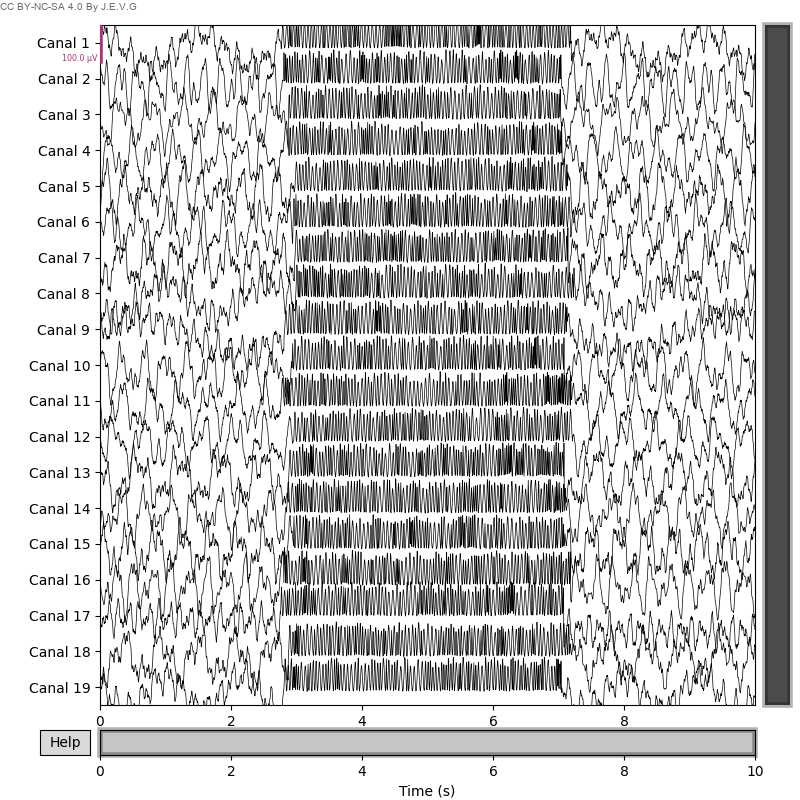 CC BY-NC-SA 4.0 By J.E.V.G
Canal 1
100.0 µV
Canal 2
Canal 3
Canal 4
Canal 5
Canal 6
Canal 7
Canal 8
Canal 9
Canal 10
Canal 11
Canal 12
Canal 13
Canal 14
Canal 15
Canal 16
Canal 17
Canal 18
Canal 19
0 2 4 6 8
Help
0 2 4 6 8 10
Time (s)